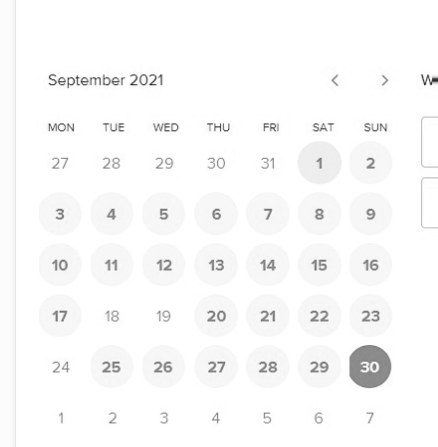 September 2021 < >
MON TUE WED THU FRI SAT SUN
27 28 29 30 31 1 2
3 4 5 6 7 8 9
10 11 12 13 14 15 16
17 18 19 20 21 22 23
24 25 26 27 28 29 30
1 2 3 4 5 6 7